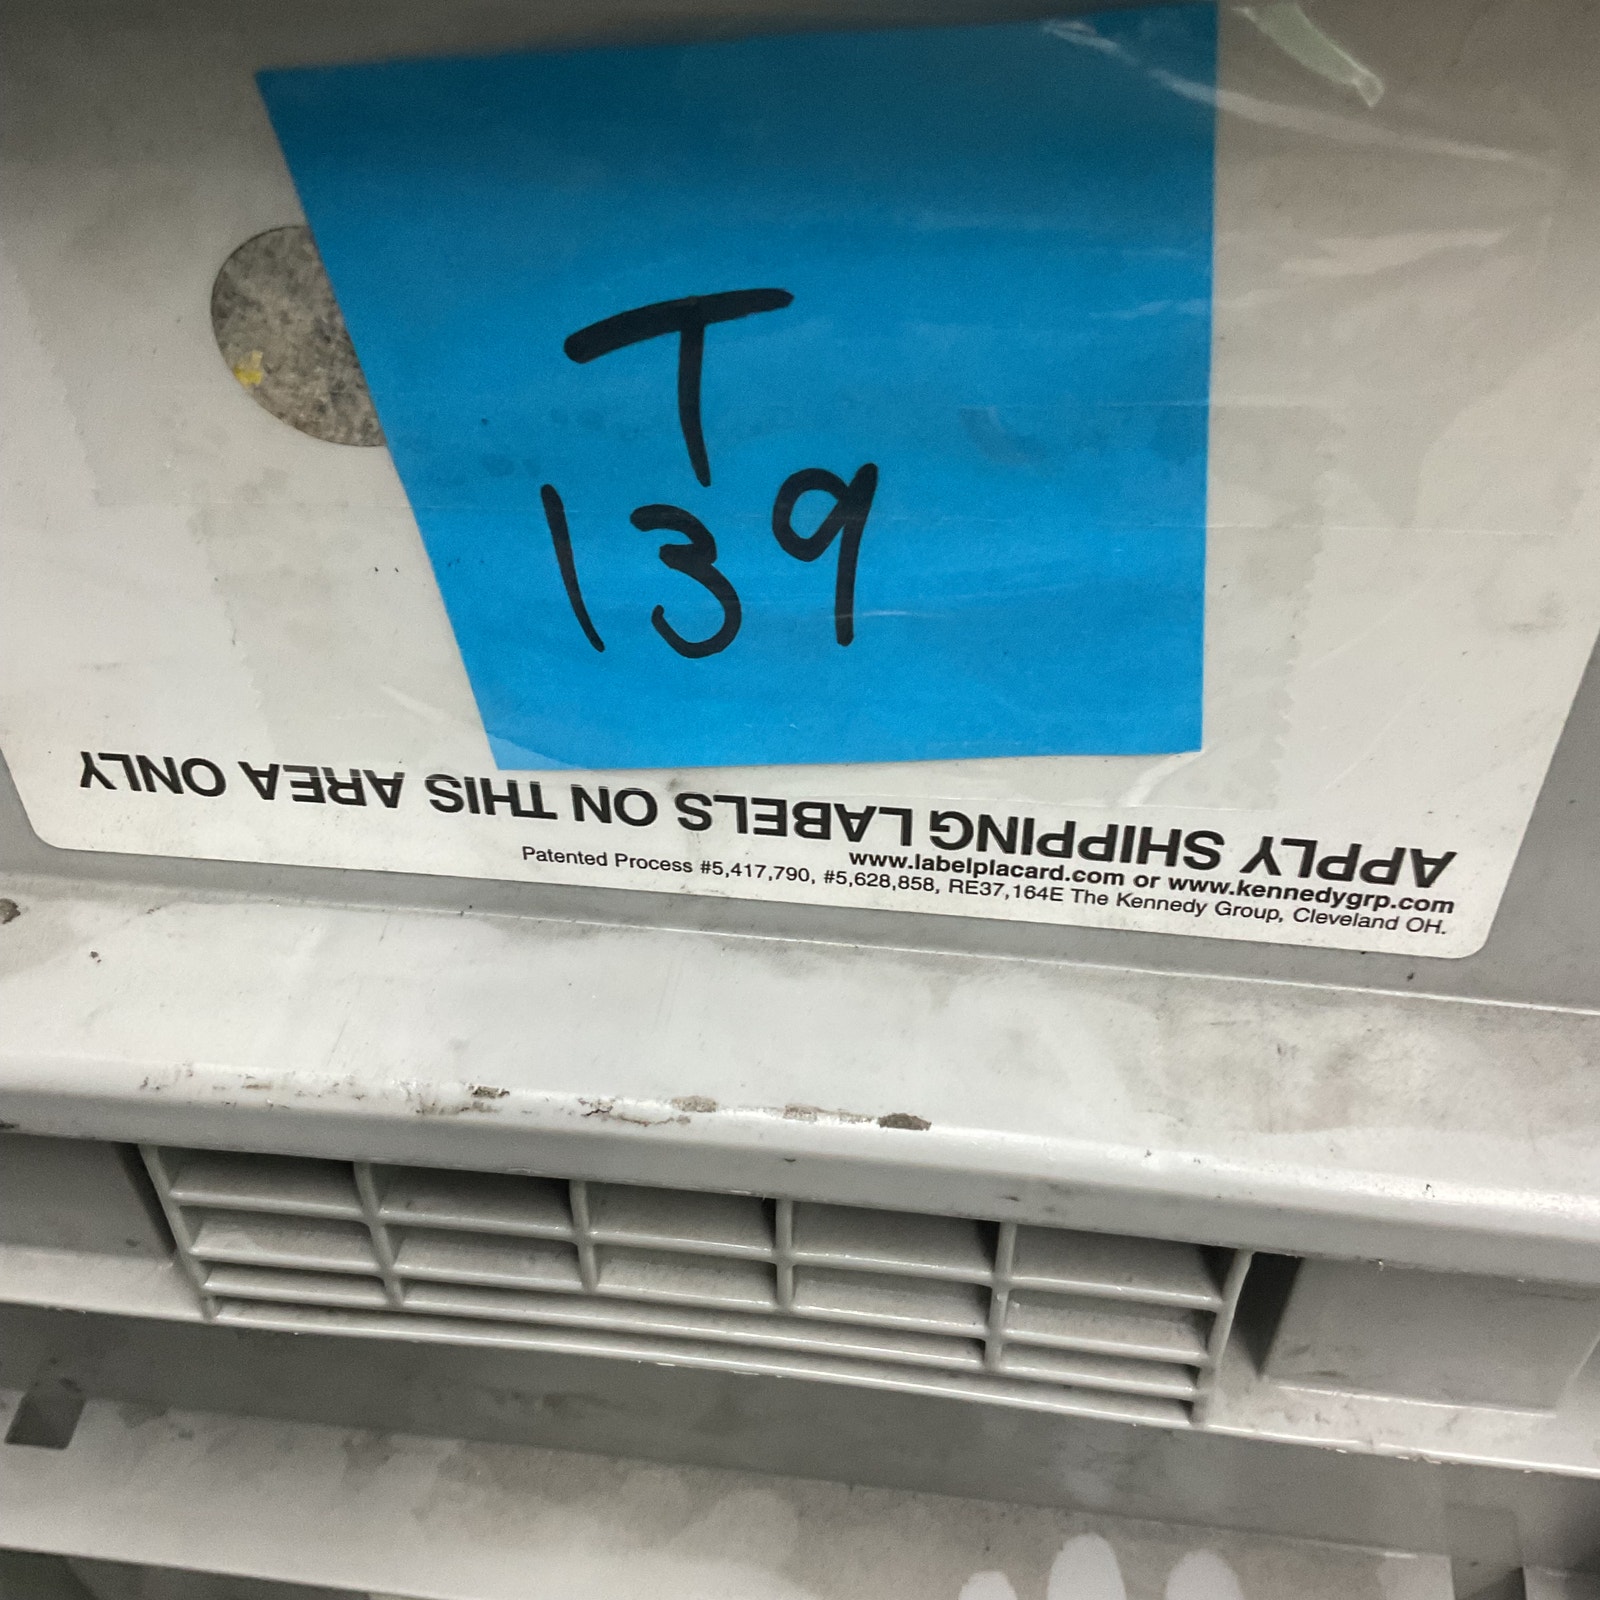 T
139
APPLY SHIPPING LABELS ON THIS AREA ONLY
www.labelplacard.com or www.kennedygrp.com
Patented Process #5,417,790, #5,628,858, RE37,164E The Kennedy Group, Cleveland OH.